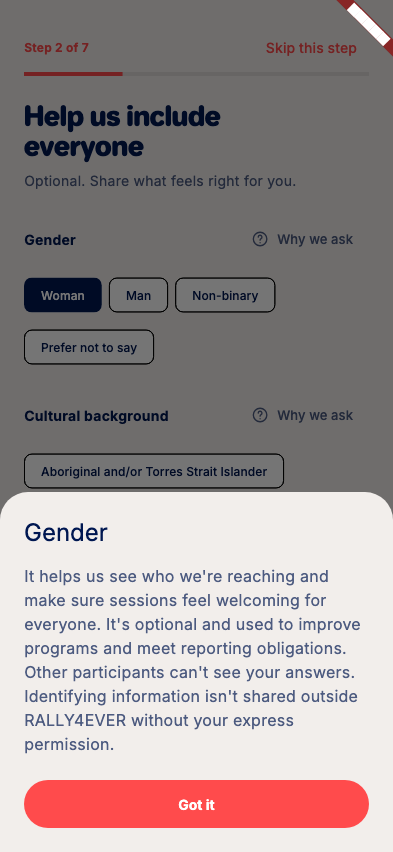 Step 2 of 7
Skip this step
Help us include
everyone
Optional. Share what feels right for you.
Gender
Why we ask
Woman
Man
Non-binary
Prefer not to say
Cultural background
Why we ask
Aboriginal and/or Torres Strait Islander
Gender
It helps us see who we're reaching and
make sure sessions feel welcoming for
everyone. It's optional and used to improve
programs and meet reporting obligations.
Other participants can't see your answers.
Identifying information isn't shared outside
RALLY4EVER without your express
permission.
Got it